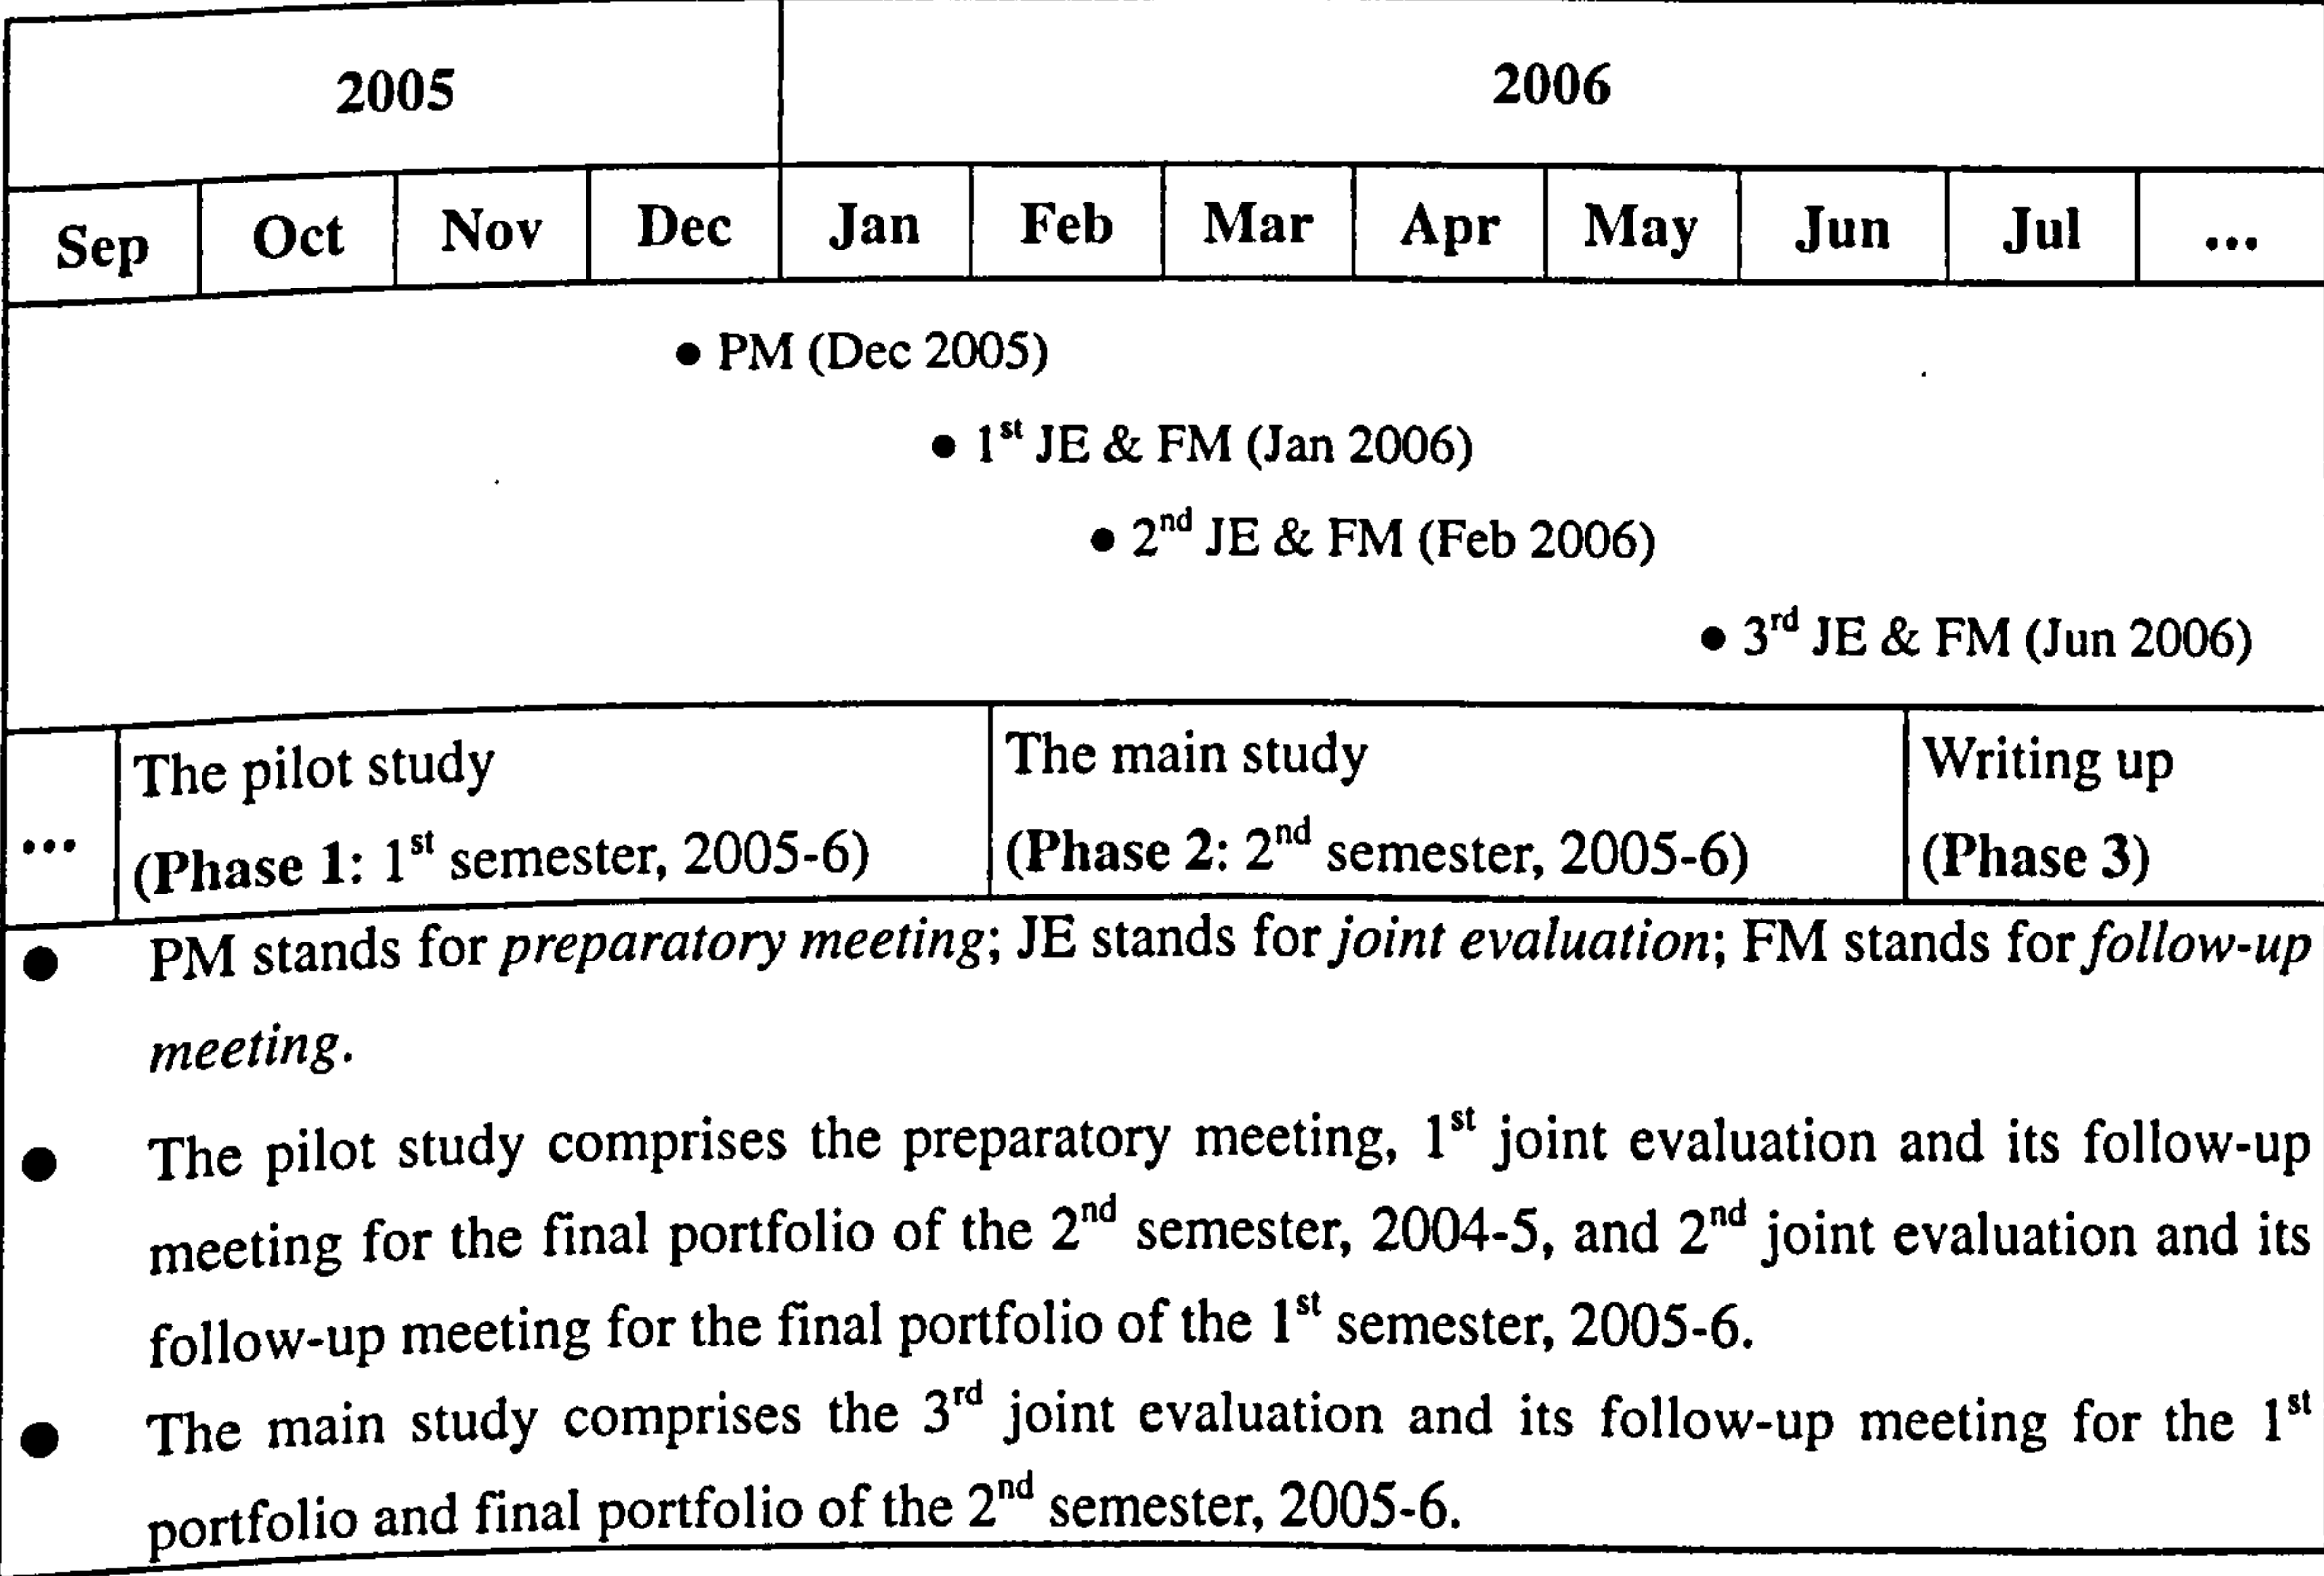 2005 2006
Sep Oct Nov Dec Jan Feb Mar Apr May Jun Jul ...
● PM (Dec 2005)
● 1st JE & FM (Jan 2006)
● 2nd JE & FM (Feb 2006)
● 3rd JE & FM (Jun 2006)
...
The pilot study
(Phase 1: 1st semester, 2005-6)
The main study
(Phase 2: 2nd semester, 2005-6)
Writing up
(Phase 3)
● PM stands for preparatory meeting; JE stands for joint evaluation; FM stands for follow-up
meeting.
● The pilot study comprises the preparatory meeting, 1st joint evaluation and its follow-up
meeting for the final portfolio of the 2nd semester, 2004-5, and 2nd joint evaluation and its
follow-up meeting for the final portfolio of the 1st semester, 2005-6.
● The main study comprises the 3rd joint evaluation and its follow-up meeting for the 1st
portfolio and final portfolio of the 2nd semester, 2005-6.